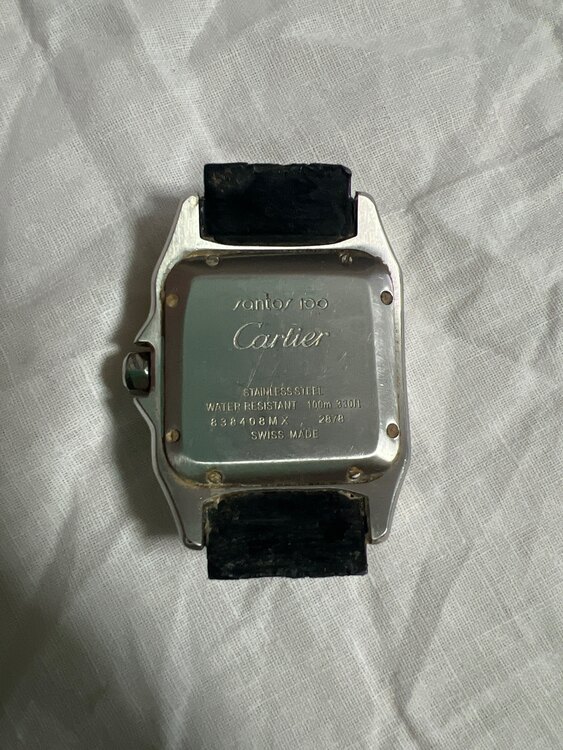 santos 100
Cartier
STAINLESS STEEL
WATER RESISTANT 100m 330ft
838408MX 2878
SWISS MADE